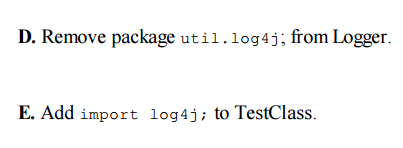 D. Remove package util.log4j; from Logger.
E. Add import log4j; to TestClass.